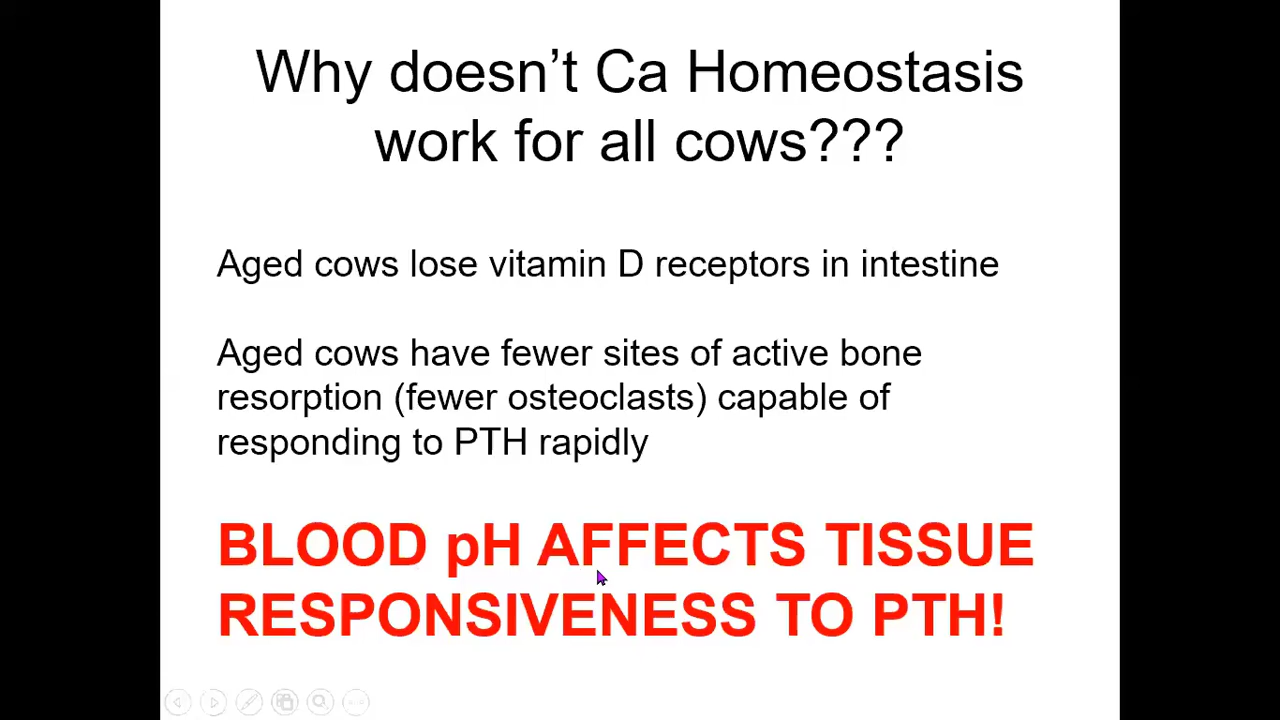 Why doesn’t Ca Homeostasis
work for all cows???
Aged cows lose vitamin D receptors in intestine
Aged cows have fewer sites of active bone
resorption (fewer osteoclasts) capable of
responding to PTH rapidly
BLOOD pH AFFECTS TISSUE
RESPONSIVENESS TO PTH!